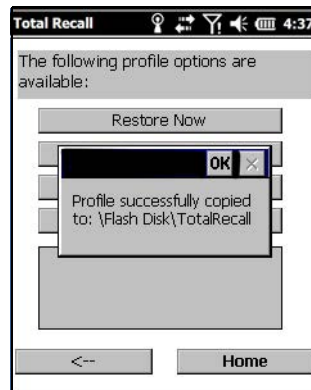 Total Recall 4:37
The following profile options are
available:
Restore Now
OK
Profile successfully copied
to: \Flash Disk\TotalRecall
<--
Home